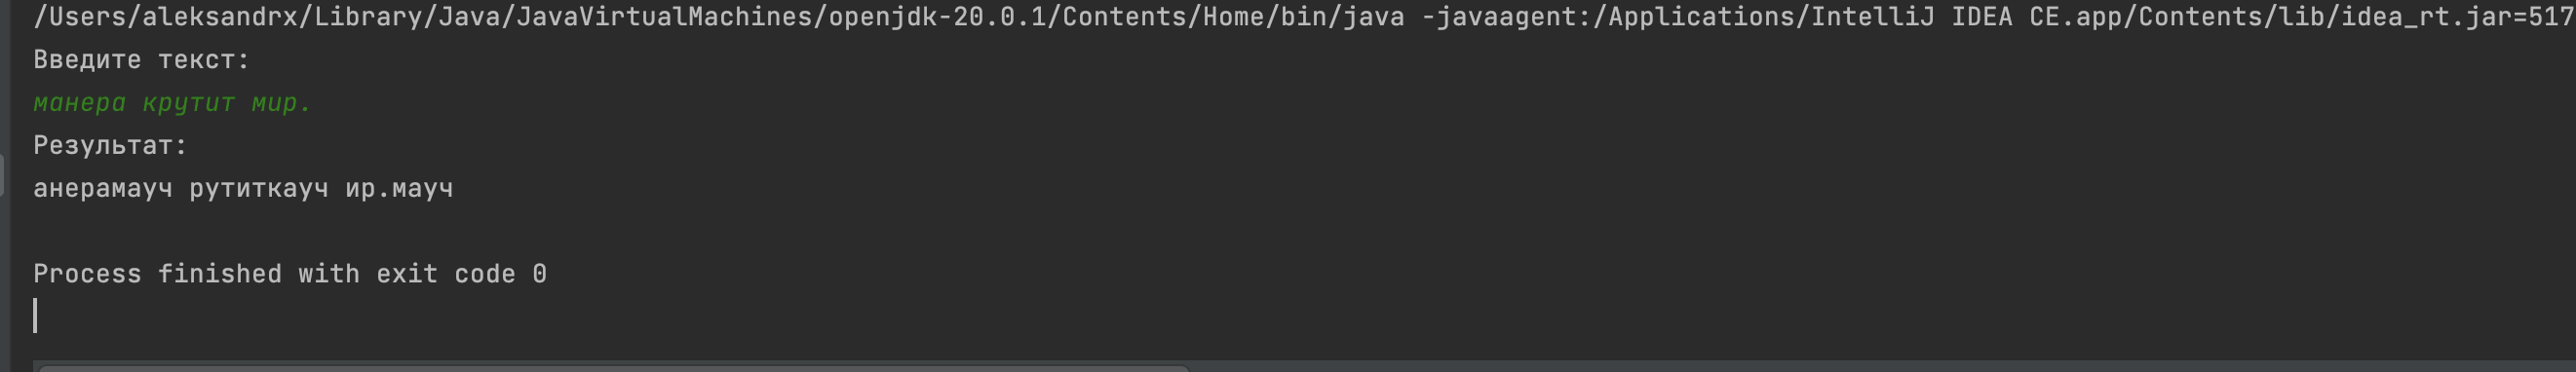 /Users/aleksandrx/Library/Java/JavaVirtualMachines/openjdk-20.0.1/Contents/Home/bin/java -javaagent:/Applications/IntelliJ IDEA CE.app/Contents/lib/idea_rt.jar=517
Введите текст:
манера крутит мир.
Результат:
анерамауч рутиткауч ир.мауч
Process finished with exit code 0